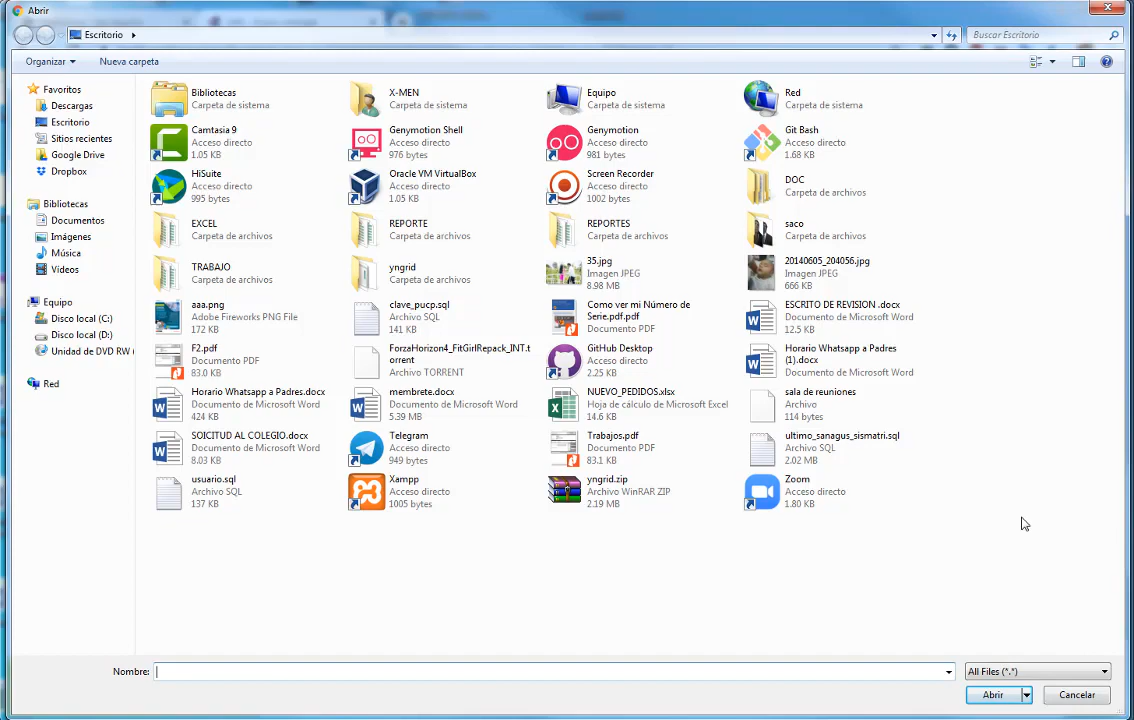 Abrir
Escritorio
Buscar Escritorio
Organizar
Nueva carpeta
Favoritos
Descargas
Escritorio
Sitios recientes
Google Drive
Dropbox
Bibliotecas
Documentos
Imágenes
Música
Vídeos
Equipo
Disco local (C:)
Disco local (D:)
Unidad de DVD RW (
Red
Bibliotecas
Carpeta de sistema
X-MEN
Carpeta de sistema
Equipo
Carpeta de sistema
Red
Carpeta de sistema
Camtasia 9
Acceso directo
1.05 KB
Genymotion Shell
Acceso directo
976 bytes
Genymotion
Acceso directo
981 bytes
Git Bash
Acceso directo
1.68 KB
HiSuite
Acceso directo
995 bytes
Oracle VM VirtualBox
Acceso directo
1.05 KB
Screen Recorder
Acceso directo
1002 bytes
DOC
Carpeta de archivos
EXCEL
Carpeta de archivos
REPORTE
Carpeta de archivos
REPORTES
Carpeta de archivos
saco
Carpeta de archivos
TRABAJO
Carpeta de archivos
yngrid
Carpeta de archivos
35.jpg
Imagen JPEG
8.98 MB
20140605_204056.jpg
Imagen JPEG
666 KB
aaa.png
Adobe Fireworks PNG File
172 KB
clave_pucp.sql
Archivo SQL
141 KB
Como ver mi Número de
Serie.pdf.pdf
Documento PDF
ESCRITO DE REVISION .docx
Documento de Microsoft Word
12.5 KB
F2.pdf
Documento PDF
83.0 KB
ForzaHorizon4_FitGirlRepack_INT.t
orrent
Archivo TORRENT
GitHub Desktop
Acceso directo
2.25 KB
Horario Whatsapp a Padres
(1).docx
Documento de Microsoft Word
Horario Whatsapp a Padres.docx
Documento de Microsoft Word
424 KB
membrete.docx
Documento de Microsoft Word
5.39 MB
NUEVO_PEDIDOS.xlsx
Hoja de cálculo de Microsoft Excel
14.6 KB
sala de reuniones
Archivo
114 bytes
SOICITUD AL COLEGIO.docx
Documento de Microsoft Word
8.03 KB
Telegram
Acceso directo
949 bytes
Trabajos.pdf
Documento PDF
83.1 KB
ultimo_sanagus_sismatri.sql
Archivo SQL
2.02 MB
usuario.sql
Archivo SQL
137 KB
Xampp
Acceso directo
1005 bytes
yngrid.zip
Archivo WinRAR ZIP
2.19 MB
Zoom
Acceso directo
1.80 KB
Nombre:
All Files (*.*)
Abrir
Cancelar